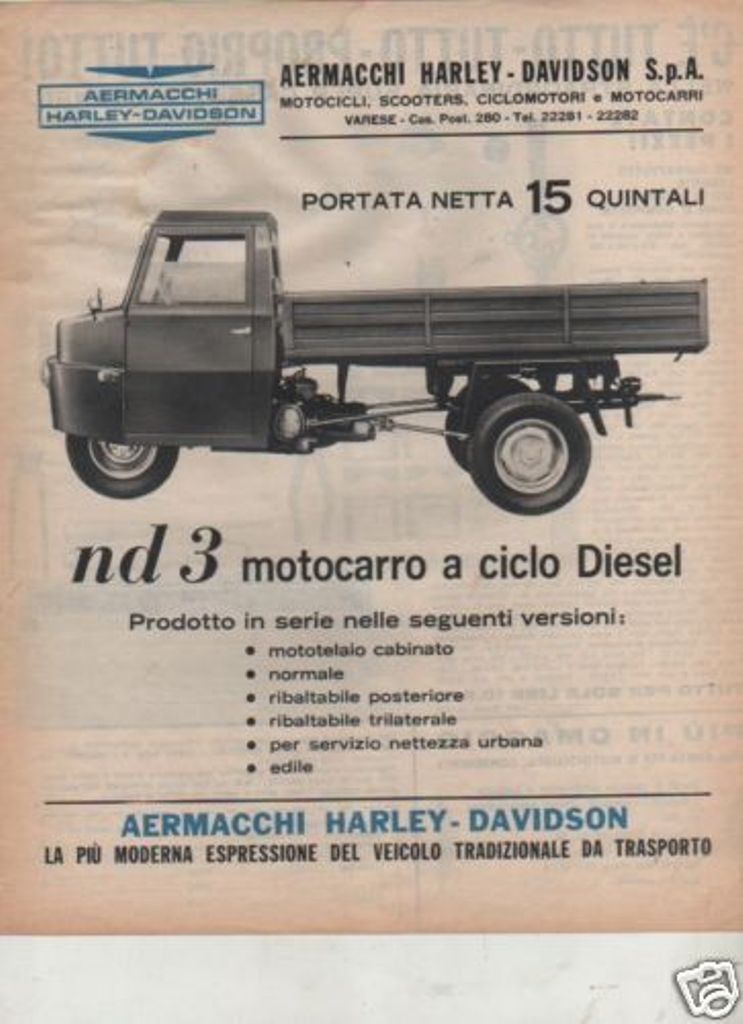 AERMACCHI
HARLEY-DAVIDSON
AERMACCHI HARLEY-DAVIDSON S.p.A.
MOTOCICLI, SCOOTERS, CICLOMOTORI e MOTOCARRI
VARESE - Cas. Post. 280 - Tel. 22281 - 22282
PORTATA NETTA 15 QUINTALI
nd 3 motocarro a ciclo Diesel
Prodotto in serie nelle seguenti versioni:
• mototelaio cabinato
• normale
• ribaltabile posteriore
• ribaltabile trilaterale
• per servizio nettezza urbana
• edile
AERMACCHI HARLEY-DAVIDSON
LA PIÙ MODERNA ESPRESSIONE DEL VEICOLO TRADIZIONALE DA TRASPORTO